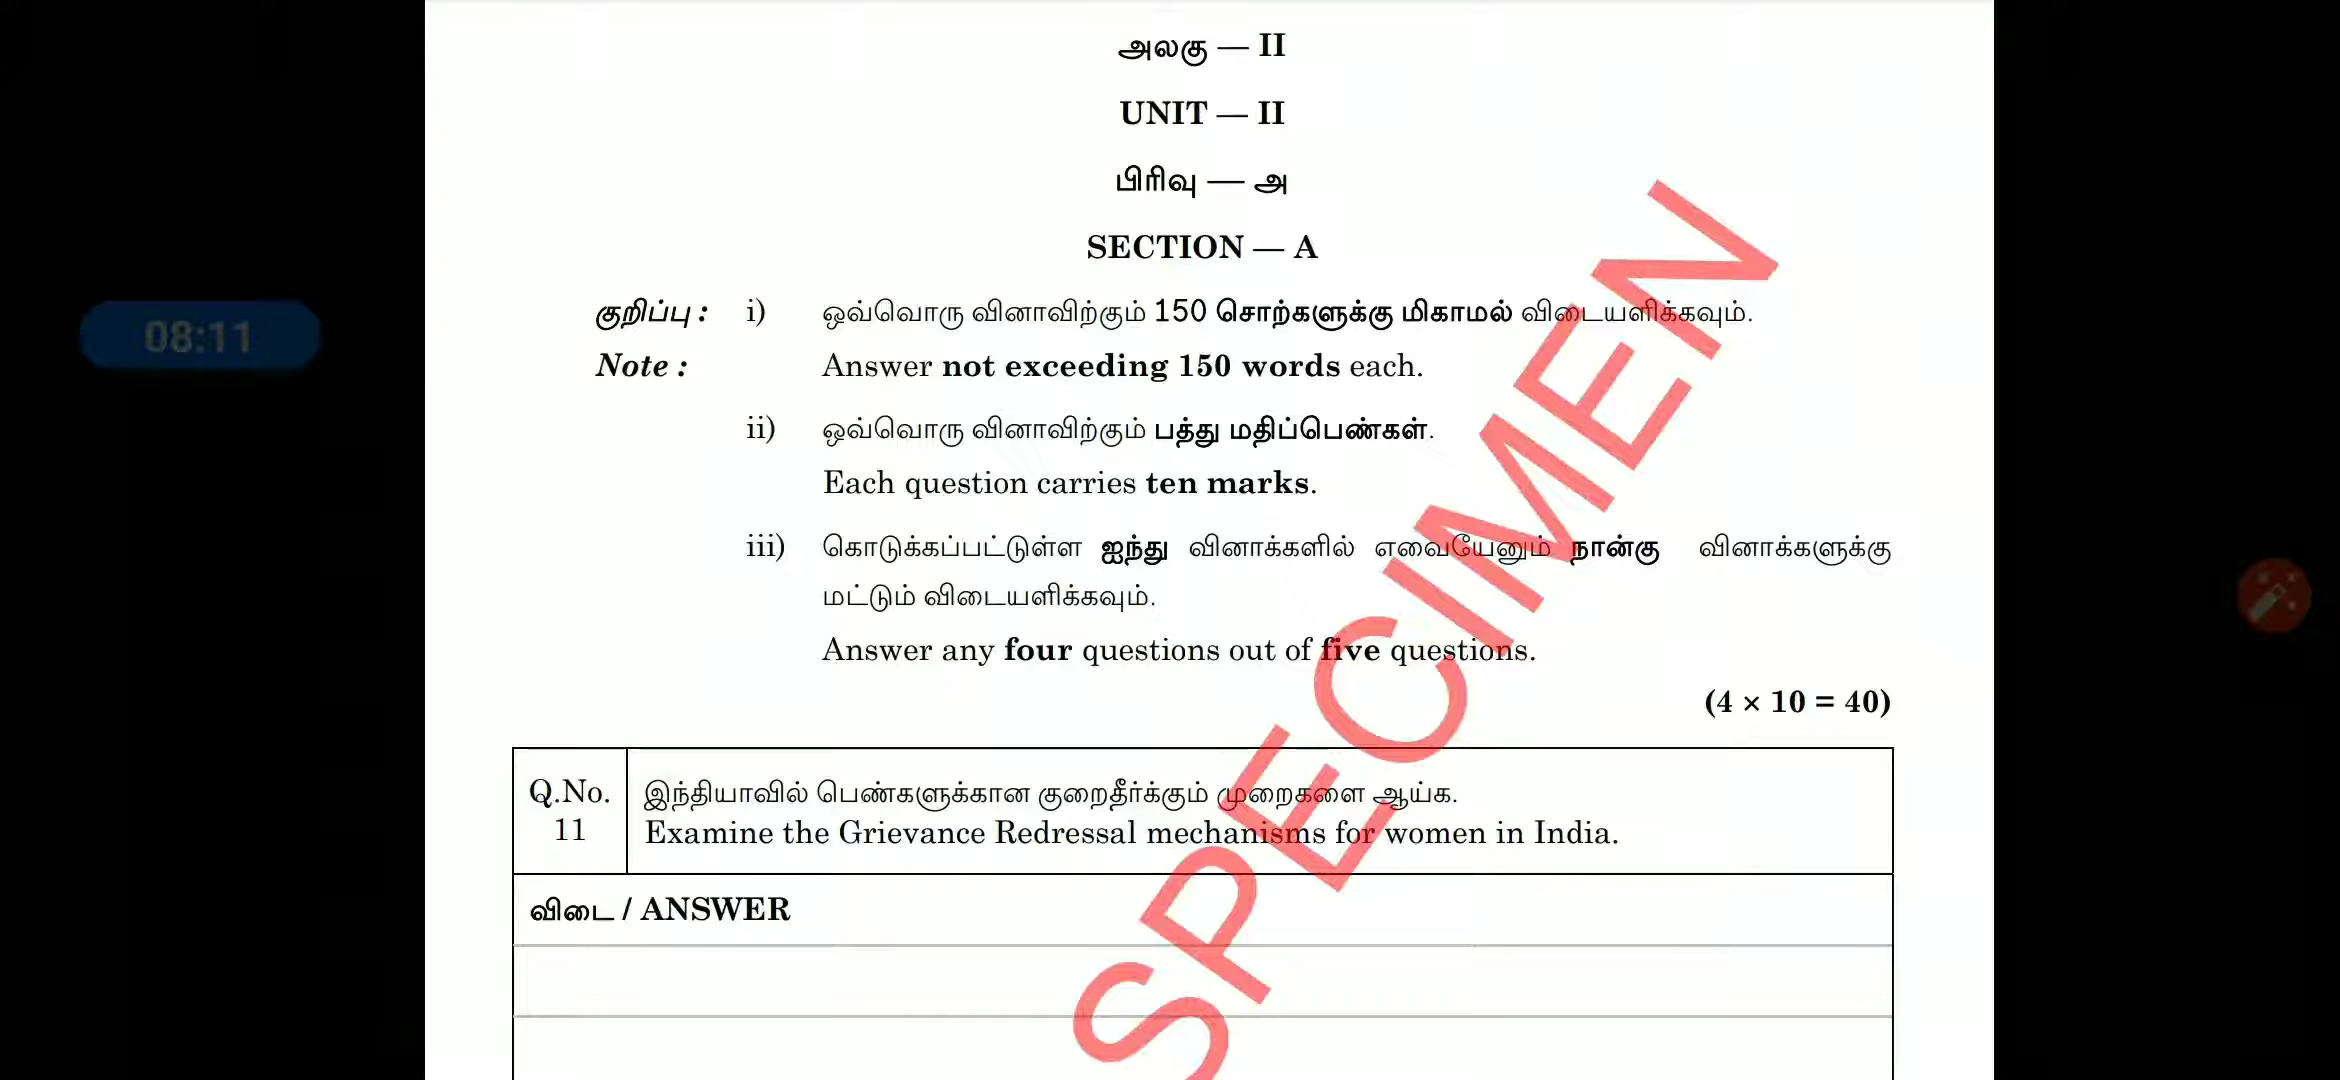 அலகு — II
UNIT — II
பிரிவு — அ
SECTION — A
குறிப்பு : i) ஒவ்வொரு வினாவிற்கும் 150 சொற்களுக்கு மிகாமல் விடையளிக்கவும்.
Note : Answer not exceeding 150 words each.
08:11
ii) ஒவ்வொரு வினாவிற்கும் பத்து மதிப்பெண்கள்.
Each question carries ten marks.
iii) கொடுக்கப்பட்டுள்ள ஐந்து வினாக்களில் எவையேனும் நான்கு வினாக்களுக்கு
மட்டும் விடையளிக்கவும்.
Answer any four questions out of five questions.
(4 × 10 = 40)
Q.No. 11
இந்தியாவில் பெண்களுக்கான குறைதீர்க்கும் முறைகளை ஆய்க.
Examine the Grievance Redressal mechanisms for women in India.
விடை / ANSWER
SPECIMEN